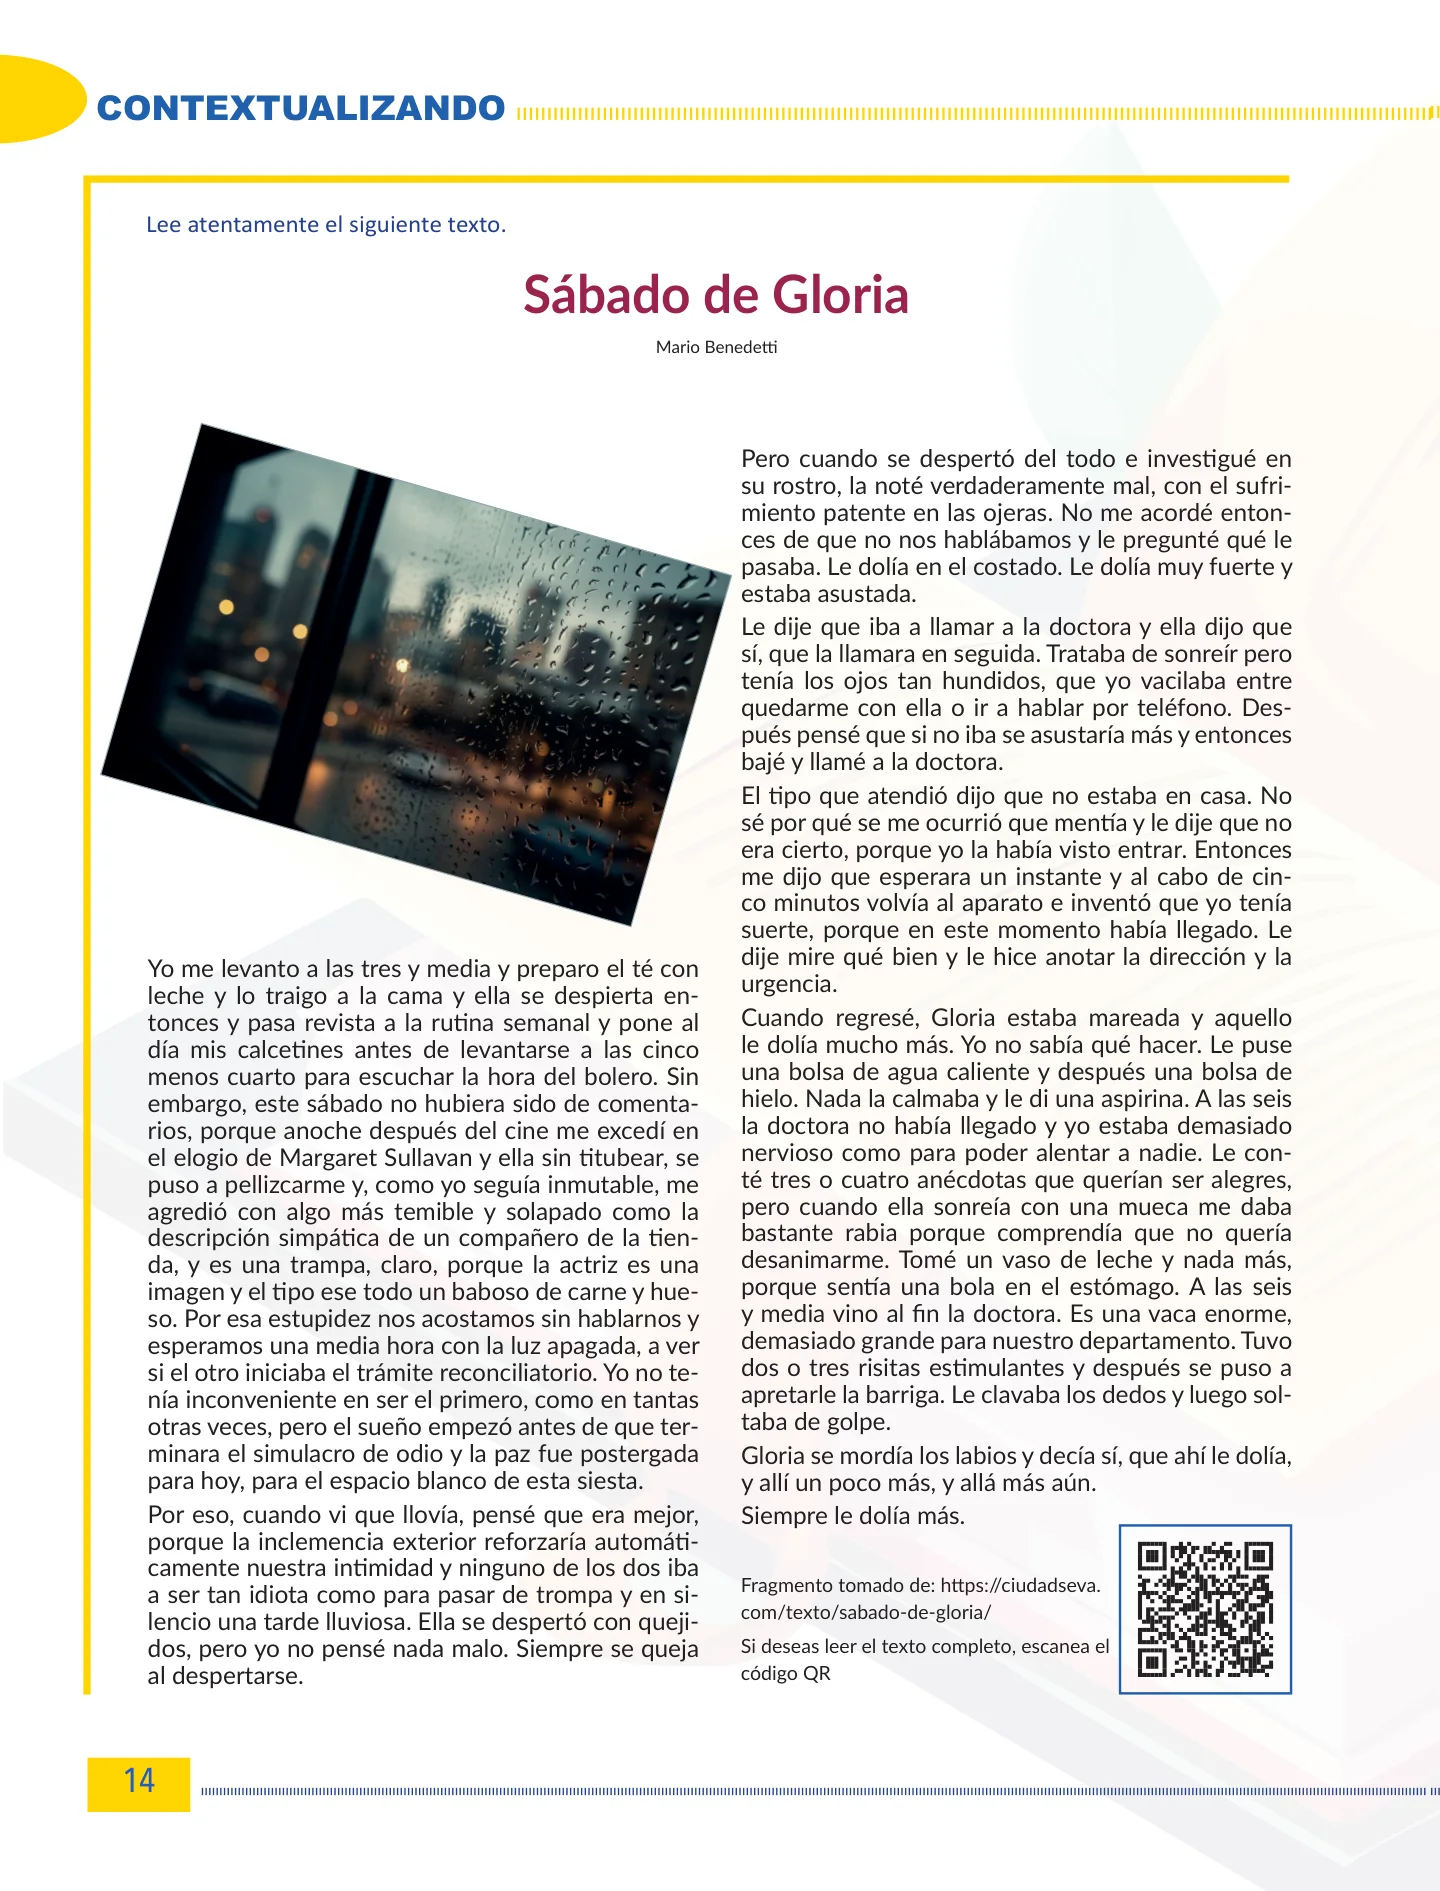 CONTEXTUALIZANDO
Lee atentamente el siguiente texto.
Sábado de Gloria
Mario Benedetti
Yo me levanto a las tres y media y preparo el té con
leche y lo traigo a la cama y ella se despierta en-
tonces y pasa revista a la rutina semanal y pone al
día mis calcetines antes de levantarse a las cinco
menos cuarto para escuchar la hora del bolero. Sin
embargo, este sábado no hubiera sido de comenta-
rios, porque anoche después del cine me excedí en
el elogio de Margaret Sullavan y ella sin titubear, se
puso a pellizcarme y, como yo seguía inmutable, me
agredió con algo más temible y solapado como la
descripción simpática de un compañero de la tien-
da, y es una trampa, claro, porque la actriz es una
imagen y el tipo ese todo un baboso de carne y hue-
so. Por esa estupidez nos acostamos sin hablarnos y
esperamos una media hora con la luz apagada, a ver
si el otro iniciaba el trámite reconciliatorio. Yo no te-
nía inconveniente en ser el primero, como en tantas
otras veces, pero el sueño empezó antes de que ter-
minara el simulacro de odio y la paz fue postergada
para hoy, para el espacio blanco de esta siesta.
Por eso, cuando vi que llovía, pensé que era mejor,
porque la inclemencia exterior reforzaría automáti-
camente nuestra intimidad y ninguno de los dos iba
a ser tan idiota como para pasar de trompa y en si-
lencio una tarde lluviosa. Ella se despertó con queji-
dos, pero yo no pensé nada malo. Siempre se queja
al despertarse.
Pero cuando se despertó del todo e investigué en
su rostro, la noté verdaderamente mal, con el sufri-
miento patente en las ojeras. No me acordé enton-
ces de que no nos hablábamos y le pregunté qué le
pasaba. Le dolía en el costado. Le dolía muy fuerte y
estaba asustada.
Le dije que iba a llamar a la doctora y ella dijo que
sí, que la llamara en seguida. Trataba de sonreír pero
tenía los ojos tan hundidos, que yo vacilaba entre
quedarme con ella o ir a hablar por teléfono. Des-
pués pensé que si no iba se asustaría más y entonces
bajé y llamé a la doctora.
El tipo que atendió dijo que no estaba en casa. No
sé por qué se me ocurrió que mentía y le dije que no
era cierto, porque yo la había visto entrar. Entonces
me dijo que esperara un instante y al cabo de cin-
co minutos volvía al aparato e inventó que yo tenía
suerte, porque en este momento había llegado. Le
dije mire qué bien y le hice anotar la dirección y la
urgencia.
Cuando regresé, Gloria estaba mareada y aquello
le dolía mucho más. Yo no sabía qué hacer. Le puse
una bolsa de agua caliente y después una bolsa de
hielo. Nada la calmaba y le di una aspirina. A las seis
la doctora no había llegado y yo estaba demasiado
nervioso como para poder alentar a nadie. Le con-
té tres o cuatro anécdotas que querían ser alegres,
pero cuando ella sonreía con una mueca me daba
bastante rabia porque comprendía que no quería
desanimarme. Tomé un vaso de leche y nada más,
porque sentía una bola en el estómago. A las seis
y media vino al fin la doctora. Es una vaca enorme,
demasiado grande para nuestro departamento. Tuvo
dos o tres risitas estimulantes y después se puso a
apretarle la barriga. Le clavaba los dedos y luego sol-
taba de golpe.
Gloria se mordía los labios y decía sí, que ahí le dolía,
y allí un poco más, y allá más aún.
Siempre le dolía más.
Fragmento tomado de: https://ciudadseva.
com/texto/sabado-de-gloria/
Si deseas leer el texto completo, escanea el
código QR
14